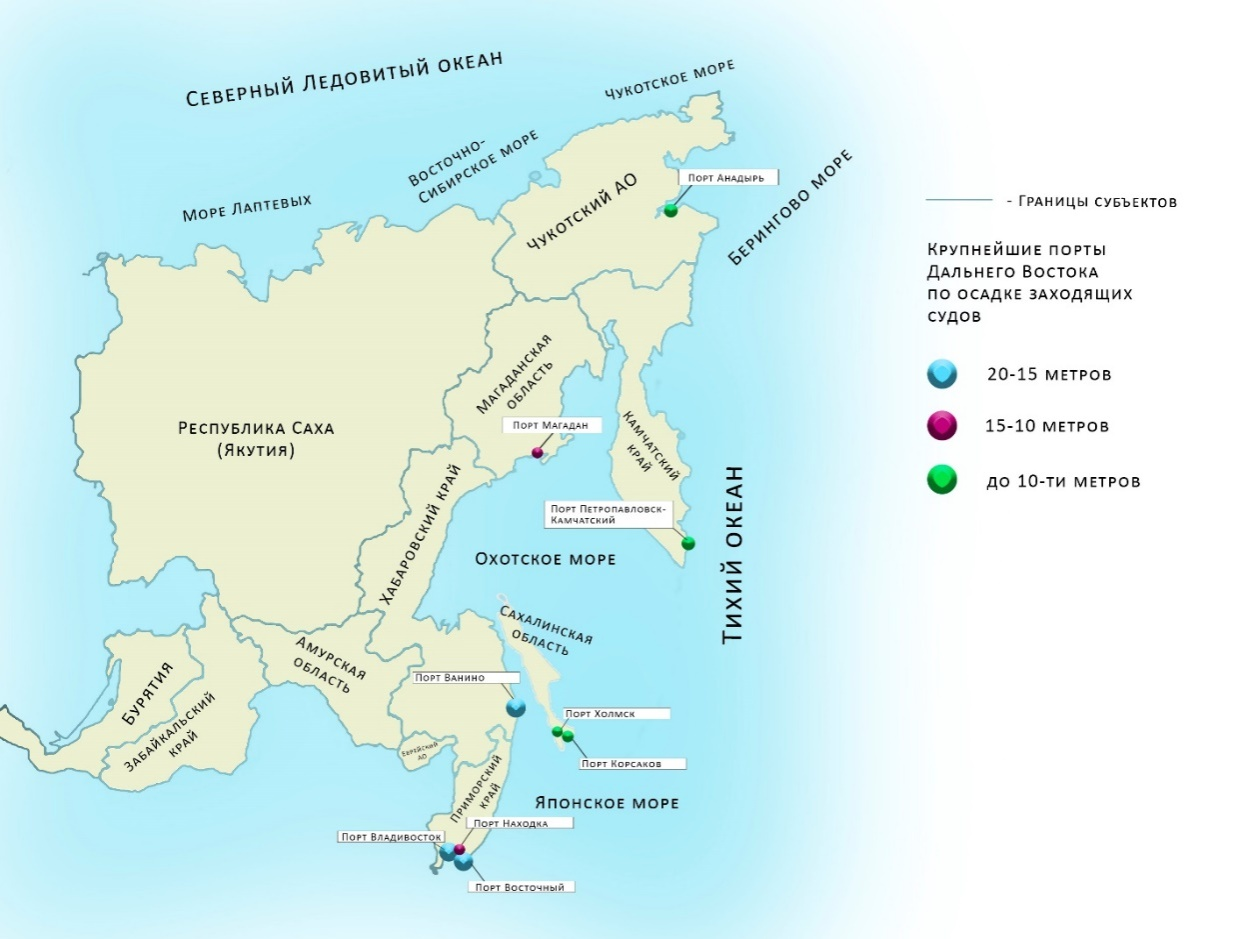 Северный Ледовитый океан
Чукотское море
Восточно-
Сибирское море
Море Лаптевых
Чукотский АО
Порт Анадырь
Берингово море
- Границы субъектов
Крупнейшие порты
Дальнего Востока
по осадке заходящих
судов
20-15 метров
15-10 метров
до 10-ти метров
Магаданская
область
Порт Магадан
Республика Саха
(Якутия)
Камчатский
край
Хабаровский край
Порт Петропавловск-
Камчатский
Охотское море
Тихий океан
Сахалинская
область
Амурская
область
Бурятия
Забайкальский
край
Порт Ванино
Порт Холмск
Порт Корсаков
Еврейский
АО
Приморский
край
Японское море
Порт Находка
Порт Владивосток
Порт Восточный